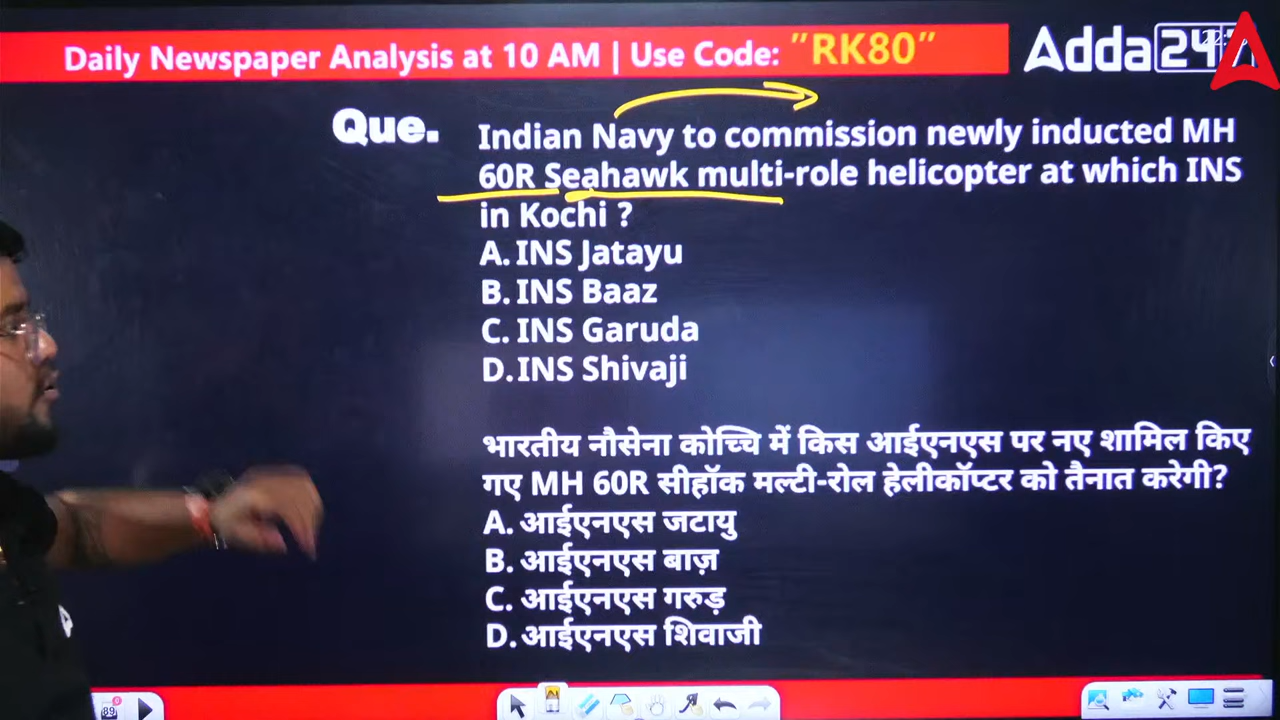 Daily Newspaper Analysis at 10 AM | Use Code: "RK80"
Adda247
Que. Indian Navy to commission newly inducted MH
60R Seahawk multi-role helicopter at which INS
in Kochi ?
A. INS Jatayu
B. INS Baaz
C. INS Garuda
D. INS Shivaji
भारतीय नौसेना कोच्चि में किस आईएनएस पर नए शामिल किए
गए MH 60R सीहॉक मल्टी-रोल हेलीकॉप्टर को तैनात करेगी?
A. आईएनएस जटायु
B. आईएनएस बाज़
C. आईएनएस गरुड़
D. आईएनएस शिवाजी
89